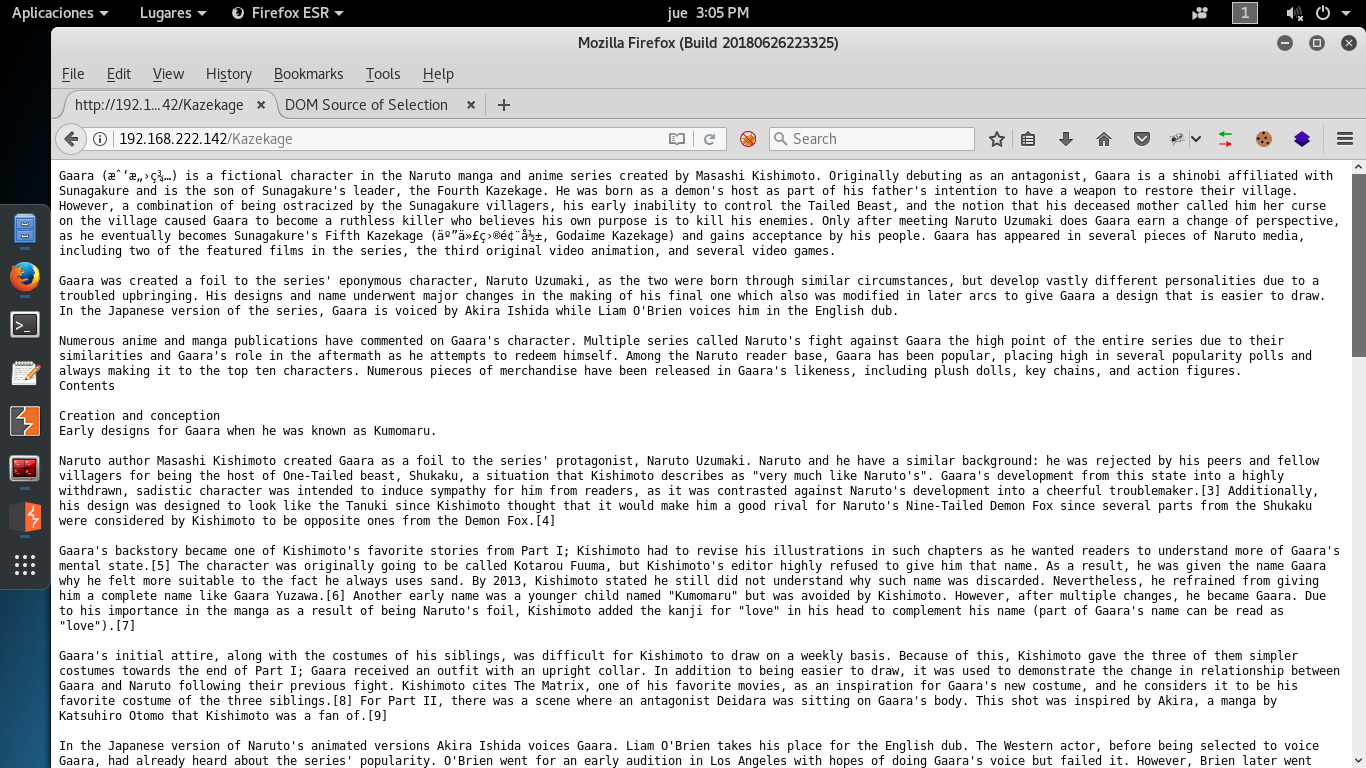 Aplicaciones Lugares Firefox ESR jue 3:05 PM 1
Mozilla Firefox (Build 20180626223325)
File Edit View History Bookmarks Tools Help
http://192.1…42/Kazekage DOM Source of Selection
192.168.222.142/Kazekage Search
Gaara (æˆ‘æ„›ç¾…) is a fictional character in the Naruto manga and anime series created by Masashi Kishimoto. Originally debuting as an antagonist, Gaara is a shinobi affiliated with
Sunagakure and is the son of Sunagakure's leader, the Fourth Kazekage. He was born as a demon's host as part of his father's intention to have a weapon to restore their village.
However, a combination of being ostracized by the Sunagakure villagers, his early inability to control the Tailed Beast, and the notion that his deceased mother called him her curse
on the village caused Gaara to become a ruthless killer who believes his own purpose is to kill his enemies. Only after meeting Naruto Uzumaki does Gaara earn a change of perspective,
as he eventually becomes Sunagakure's Fifth Kazekage (äº”ä»£ç›®é¢¨å½±, Godaime Kazekage) and gains acceptance by his people. Gaara has appeared in several pieces of Naruto media,
including two of the featured films in the series, the third original video animation, and several video games.
Gaara was created a foil to the series' eponymous character, Naruto Uzumaki, as the two were born through similar circumstances, but develop vastly different personalities due to a
troubled upbringing. His designs and name underwent major changes in the making of his final one which also was modified in later arcs to give Gaara a design that is easier to draw.
In the Japanese version of the series, Gaara is voiced by Akira Ishida while Liam O'Brien voices him in the English dub.
Numerous anime and manga publications have commented on Gaara's character. Multiple series called Naruto's fight against Gaara the high point of the entire series due to their
similarities and Gaara's role in the aftermath as he attempts to redeem himself. Among the Naruto reader base, Gaara has been popular, placing high in several popularity polls and
always making it to the top ten characters. Numerous pieces of merchandise have been released in Gaara's likeness, including plush dolls, key chains, and action figures.
Contents
Creation and conception
Early designs for Gaara when he was known as Kumomaru.
Naruto author Masashi Kishimoto created Gaara as a foil to the series' protagonist, Naruto Uzumaki. Naruto and he have a similar background: he was rejected by his peers and fellow
villagers for being the host of One-Tailed beast, Shukaku, a situation that Kishimoto describes as "very much like Naruto's". Gaara's development from this state into a highly
withdrawn, sadistic character was intended to induce sympathy for him from readers, as it was contrasted against Naruto's development into a cheerful troublemaker.[3] Additionally,
his design was designed to look like the Tanuki since Kishimoto thought that it would make him a good rival for Naruto's Nine-Tailed Demon Fox since several parts from the Shukaku
were considered by Kishimoto to be opposite ones from the Demon Fox.[4]
Gaara's backstory became one of Kishimoto's favorite stories from Part I; Kishimoto had to revise his illustrations in such chapters as he wanted readers to understand more of Gaara's
mental state.[5] The character was originally going to be called Kotarou Fuuma, but Kishimoto's editor highly refused to give him that name. As a result, he was given the name Gaara
why he felt more suitable to the fact he always uses sand. By 2013, Kishimoto stated he still did not understand why such name was discarded. Nevertheless, he refrained from giving
him a complete name like Gaara Yuzawa.[6] Another early name was a younger child named "Kumomaru" but was avoided by Kishimoto. However, after multiple changes, he became Gaara. Due
to his importance in the manga as a result of being Naruto's foil, Kishimoto added the kanji for "love" in his head to complement his name (part of Gaara's name can be read as
"love").[7]
Gaara's initial attire, along with the costumes of his siblings, was difficult for Kishimoto to draw on a weekly basis. Because of this, Kishimoto gave the three of them simpler
costumes towards the end of Part I; Gaara received an outfit with an upright collar. In addition to being easier to draw, it was used to demonstrate the change in relationship between
Gaara and Naruto following their previous fight. Kishimoto cites The Matrix, one of his favorite movies, as an inspiration for Gaara's new costume, and he considers it to be his
favorite costume of the three siblings.[8] For Part II, there was a scene where an antagonist Deidara was sitting on Gaara's body. This shot was inspired by Akira, a manga by
Katsuhiro Otomo that Kishimoto was a fan of.[9]
In the Japanese version of Naruto's animated versions Akira Ishida voices Gaara. Liam O'Brien takes his place for the English dub. The Western actor, before being selected to voice
Gaara, had already heard about the series' popularity. O'Brien went for an early audition in Los Angeles with hopes of doing Gaara's voice but failed it. However, Brien later went